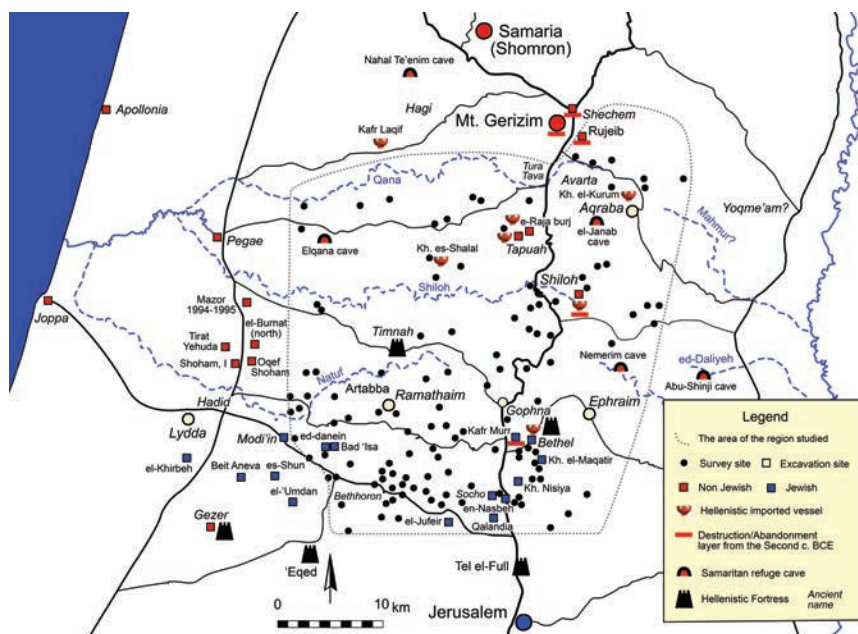 Samaria
(Shomron)
Nahal Te'enim cave
Apollonia
Hagi
Shechem
Mt. Gerizim
Rujeib
Kafr Laqif
Tura
Tava
Avarta
Qana
Kh. el-Kurum
Yoqme'am?
Aqraba
e-Raja burj
el-Janab
cave
Mahmur?
Pegae
Elqana cave
Kh. es-Shalal
Tapuah
Shiloh
Shiloh
Joppa
Mazor
1994-1995
el-Burnat
(north)
Timnah
Tirat
Yehuda
Nemerim cave
ed-Daliyeh
Shoham, I
Oqef
Shoham
Natuf
Abu-Shinji cave
Artabba
Ramathaim
Hadid
Gophna
Ephraim
Lydda
Modi'in
ed-danein
Bad 'Isa
Kafr Murr
Bethel
el-Khirbeh
Beit Aneva
es-Shun
Kh. el-Maqatir
el-'Umdan
Bethhoron
Socho
Kh. Nisiya
en-Nasbeh
Gezer
el-Jufeir
Qalandia
'Eqed
Tel el-Full
0
10
km
Jerusalem
Legend
The area of the region studied
Survey site
Excavation site
Non Jewish
Jewish
Hellenistic imported vessel
Destruction/Abandonment
layer from the Second c. BCE
Samaritan refuge cave
Hellenistic Fortress
Ancient name